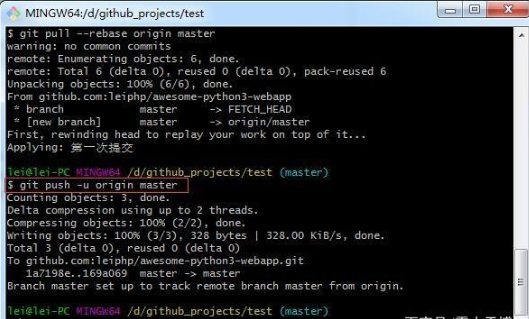 MINGW64:/d/github_projects/test
$ git pull --rebase origin master
warning: no common commits
remote: Enumerating objects: 6, done.
remote: Total 6 (delta 0), reused 0 (delta 0), pack-reused 6
Unpacking objects: 100% (6/6), done.
From github.com:leiphp/awesome-python3-webapp
* branch master -> FETCH_HEAD
* [new branch] master -> origin/master
First, rewinding head to replay your work on top of it...
Applying: 第一次提交
lei@lei-PC MINGW64 /d/github_projects/test (master)
$ git push -u origin master
Counting objects: 3, done.
Delta compression using up to 2 threads.
Compressing objects: 100% (2/2), done.
Writing objects: 100% (3/3), 328 bytes | 328.00 KiB/s, done.
Total 3 (delta 0), reused 0 (delta 0)
To github.com:leiphp/awesome-python3-webapp.git
1a7198e..169a069 master -> master
Branch master set up to track remote branch master from origin.
lei@lei-PC MINGW64 /d/github_projects/test (master)